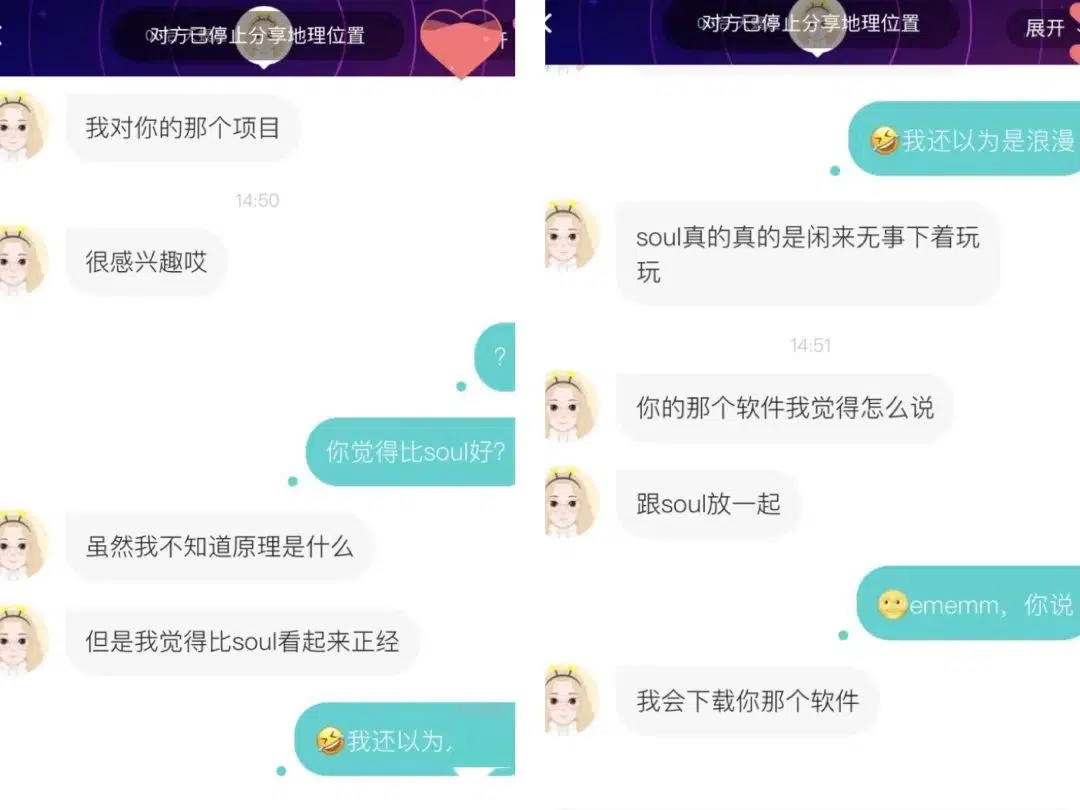 对方已停止分享地理位置
我对你的那个项目
14:50
很感兴趣哎
?
你觉得比soul好?
虽然我不知道原理是什么
但是我觉得比soul看起来正经
🤣我还以为
对方已停止分享地理位置
展开
🤣我还以为是浪漫
soul真的真的是闲来无事下着玩
玩
14:51
你的那个软件我觉得怎么说
跟soul放一起
🌝ememm，你说
我会下载你那个软件